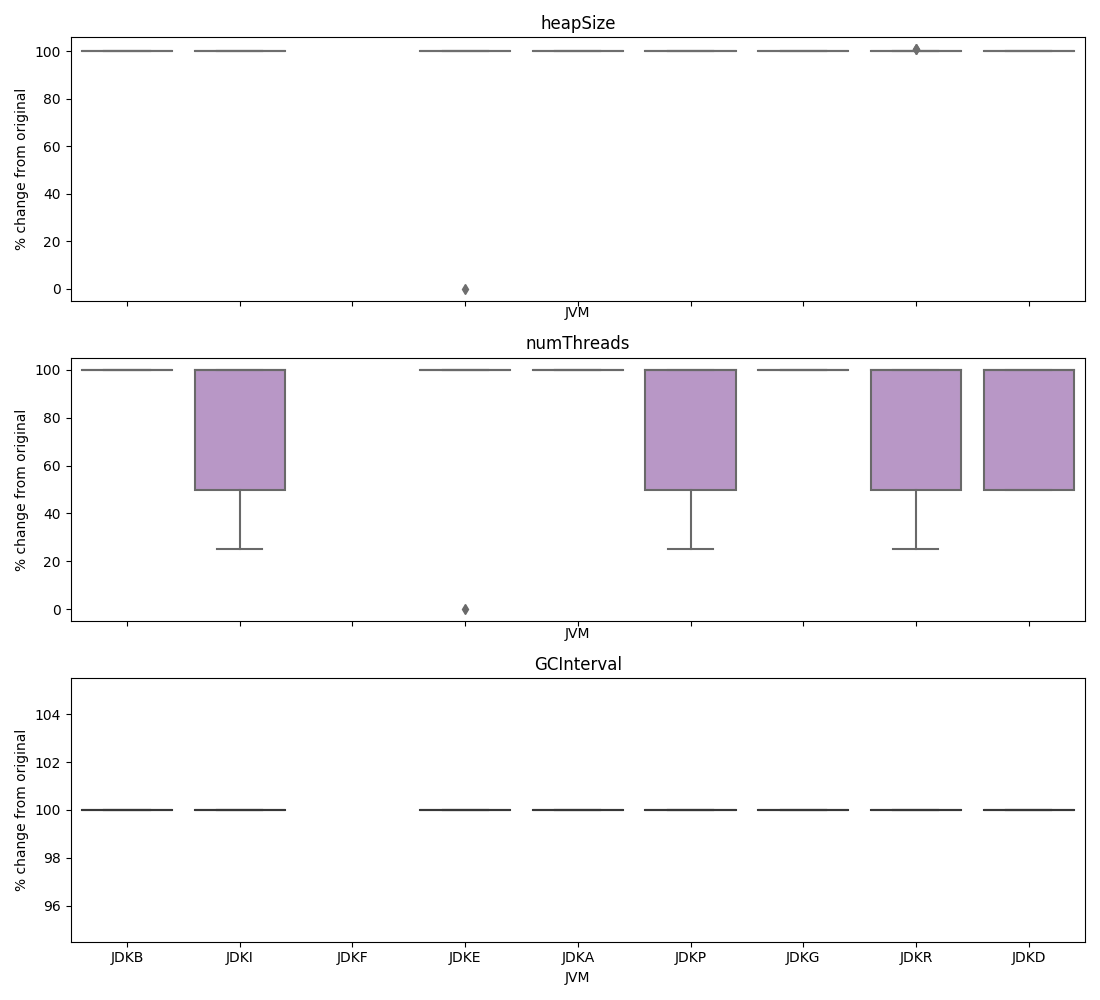 heapSize
100
80
60
40
20
0
% change from original
JVM
numThreads
100
80
60
40
20
0
% change from original
JVM
GCInterval
104
102
100
98
96
% change from original
JDKB JDKI JDKF JDKE JDKA JDKP JDKG JDKR JDKD
JVM